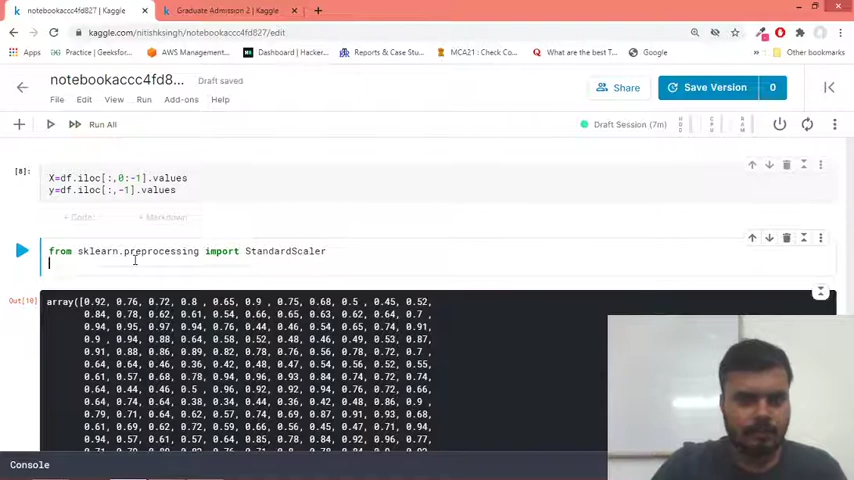 notebookaccc4fd827 | Kaggle
Graduate Admission 2 | Kaggle
kaggle.com/nitishksingh/notebookaccc4fd827/edit
Apps
Practice | Geeksforr...
AWS Management...
Dashboard | Hacker...
Reports & Case Stu...
MCA21 : Check Co...
What are the best T...
Google
Other bookmarks
notebookaccc4fd8...
Draft saved
File Edit View Run Add-ons Help
Share
Save Version 0
Run All
Draft Session (7m)
HDD
CPU
RAM
[8]:
X=df.iloc[:,0:-1].values
y=df.iloc[:,-1].values
+ Code
+ Markdown
from sklearn.preprocessing import StandardScaler
Out[10]
array([0.92, 0.76, 0.72, 0.8 , 0.65, 0.9 , 0.75, 0.68, 0.5 , 0.45, 0.52,
0.84, 0.78, 0.62, 0.61, 0.54, 0.66, 0.65, 0.63, 0.62, 0.64, 0.7 ,
0.94, 0.95, 0.97, 0.94, 0.76, 0.44, 0.46, 0.54, 0.65, 0.74, 0.91,
0.9 , 0.94, 0.88, 0.64, 0.58, 0.52, 0.48, 0.46, 0.49, 0.53, 0.87,
0.91, 0.88, 0.86, 0.89, 0.82, 0.78, 0.76, 0.56, 0.78, 0.72, 0.7 ,
0.64, 0.64, 0.46, 0.36, 0.42, 0.48, 0.47, 0.54, 0.56, 0.52, 0.55,
0.61, 0.57, 0.68, 0.78, 0.94, 0.96, 0.93, 0.84, 0.74, 0.72, 0.74,
0.64, 0.44, 0.46, 0.5 , 0.96, 0.92, 0.92, 0.94, 0.76, 0.72, 0.66,
0.64, 0.74, 0.64, 0.38, 0.34, 0.44, 0.36, 0.42, 0.48, 0.86, 0.9 ,
0.79, 0.71, 0.64, 0.62, 0.57, 0.74, 0.69, 0.87, 0.91, 0.93, 0.68,
0.61, 0.69, 0.62, 0.72, 0.59, 0.66, 0.56, 0.45, 0.47, 0.71, 0.94,
0.94, 0.57, 0.61, 0.57, 0.64, 0.85, 0.78, 0.84, 0.92, 0.96, 0.77,
Console